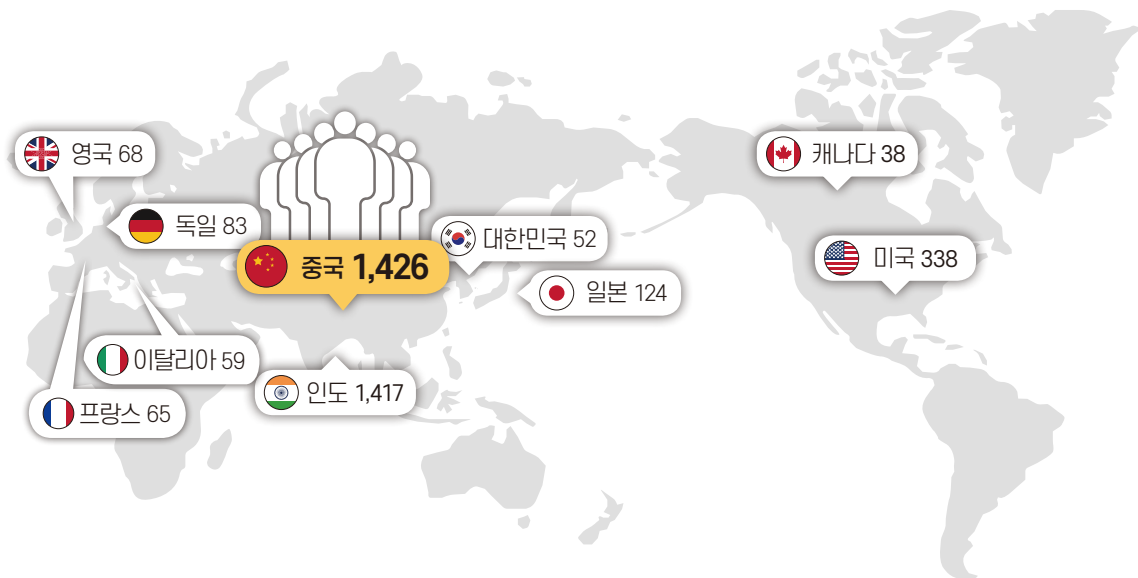 영국 68
캐나다 38
독일 83
대한민국 52
미국 338
중국 1,426
일본 124
이탈리아 59
인도 1,417
프랑스 65